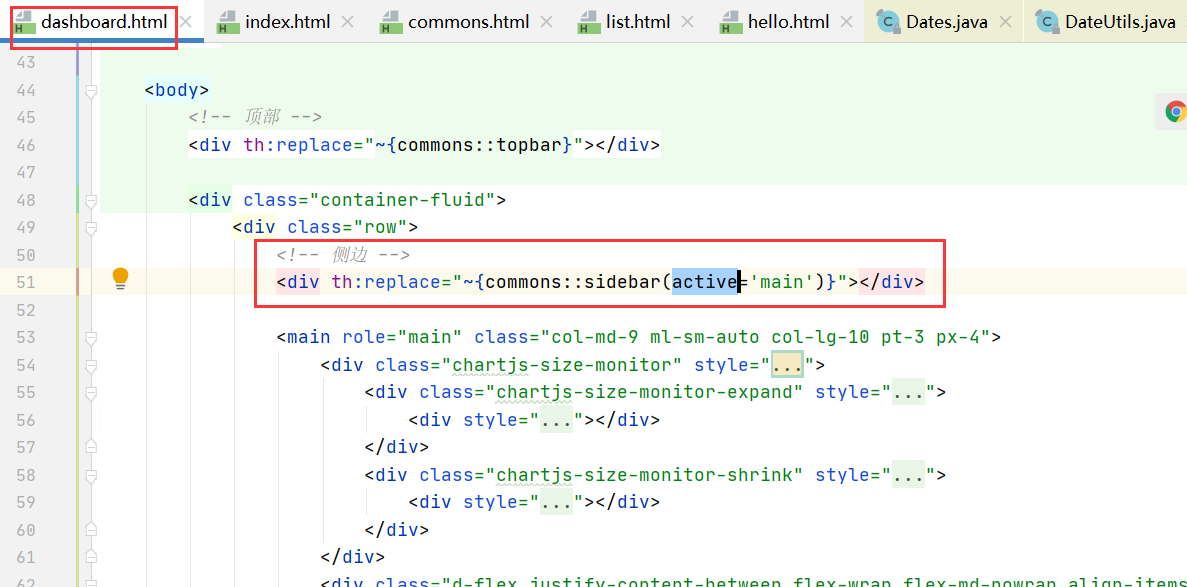 dashboard.html index.html commons.html list.html hello.html Dates.java DateUtils.java
43
44 <body>
45 <!-- 顶部 -->
46 <div th:replace="~{commons::topbar}"></div>
47
48 <div class="container-fluid">
49 <div class="row">
50 <!-- 侧边 -->
51 <div th:replace="~{commons::sidebar(active='main')}"></div>
52
53 <main role="main" class="col-md-9 ml-sm-auto col-lg-10 pt-3 px-4">
54 <div class="chartjs-size-monitor" style="...">
55 <div class="chartjs-size-monitor-expand" style="...">
56 <div style="..."></div>
57 </div>
58 <div class="chartjs-size-monitor-shrink" style="...">
59 <div style="..."></div>
60 </div>
61 </div>
62 <div class="d-flex justify-content-between flex-wrap flex-md-nowrap align-items